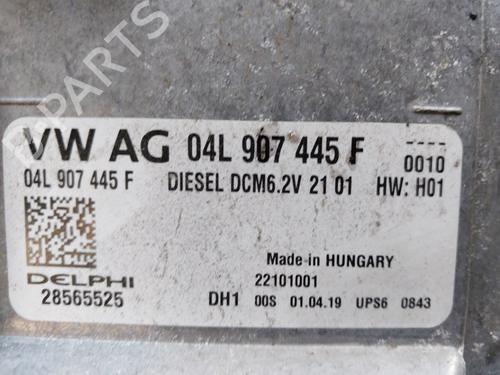 VW AG 04L 907 445 F
----
0010
04L 907 445 F DIESEL DCM6.2V 21 01 HW: H01
Made in HUNGARY
DELPHI 22101001
28565525 DH1 00S 01.04.19 UPS6 0843
B-Parts